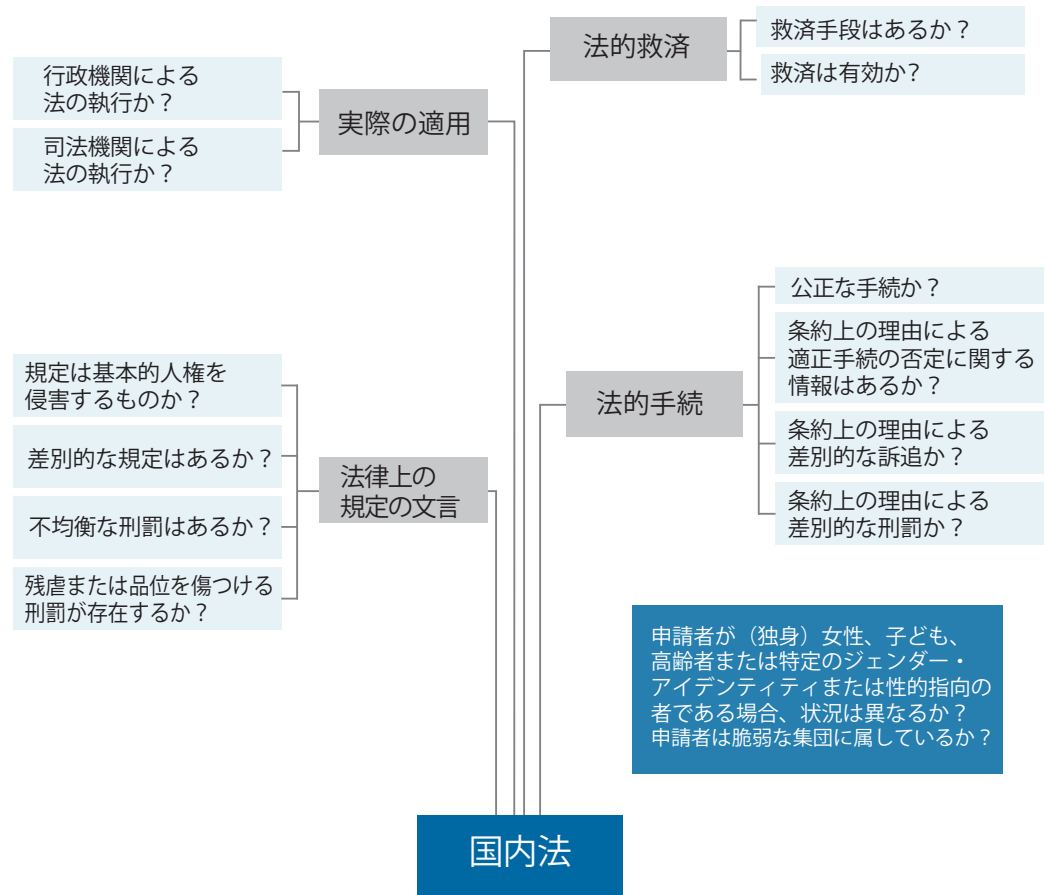 法的救済
救済手段はあるか？
救済は有効か?
行政機関による
法の執行か？
司法機関による
法の執行か？
実際の適用
公正な手続か？
条約上の理由による
適正手続の否定に関する
情報はあるか？
条約上の理由による
差別的な訴追か？
条約上の理由による
差別的な刑罰か？
法的手続
規定は基本的人権を
侵害するものか？
差別的な規定はあるか？
不均衡な刑罰はあるか？
残虐または品位を傷つける
刑罰が存在するか？
法律上の
規定の文言
申請者が（独身）女性、子ども、
高齢者または特定のジェンダー・
アイデンティティまたは性的指向の
者である場合、状況は異なるか？
申請者は脆弱な集団に属しているか？
国内法